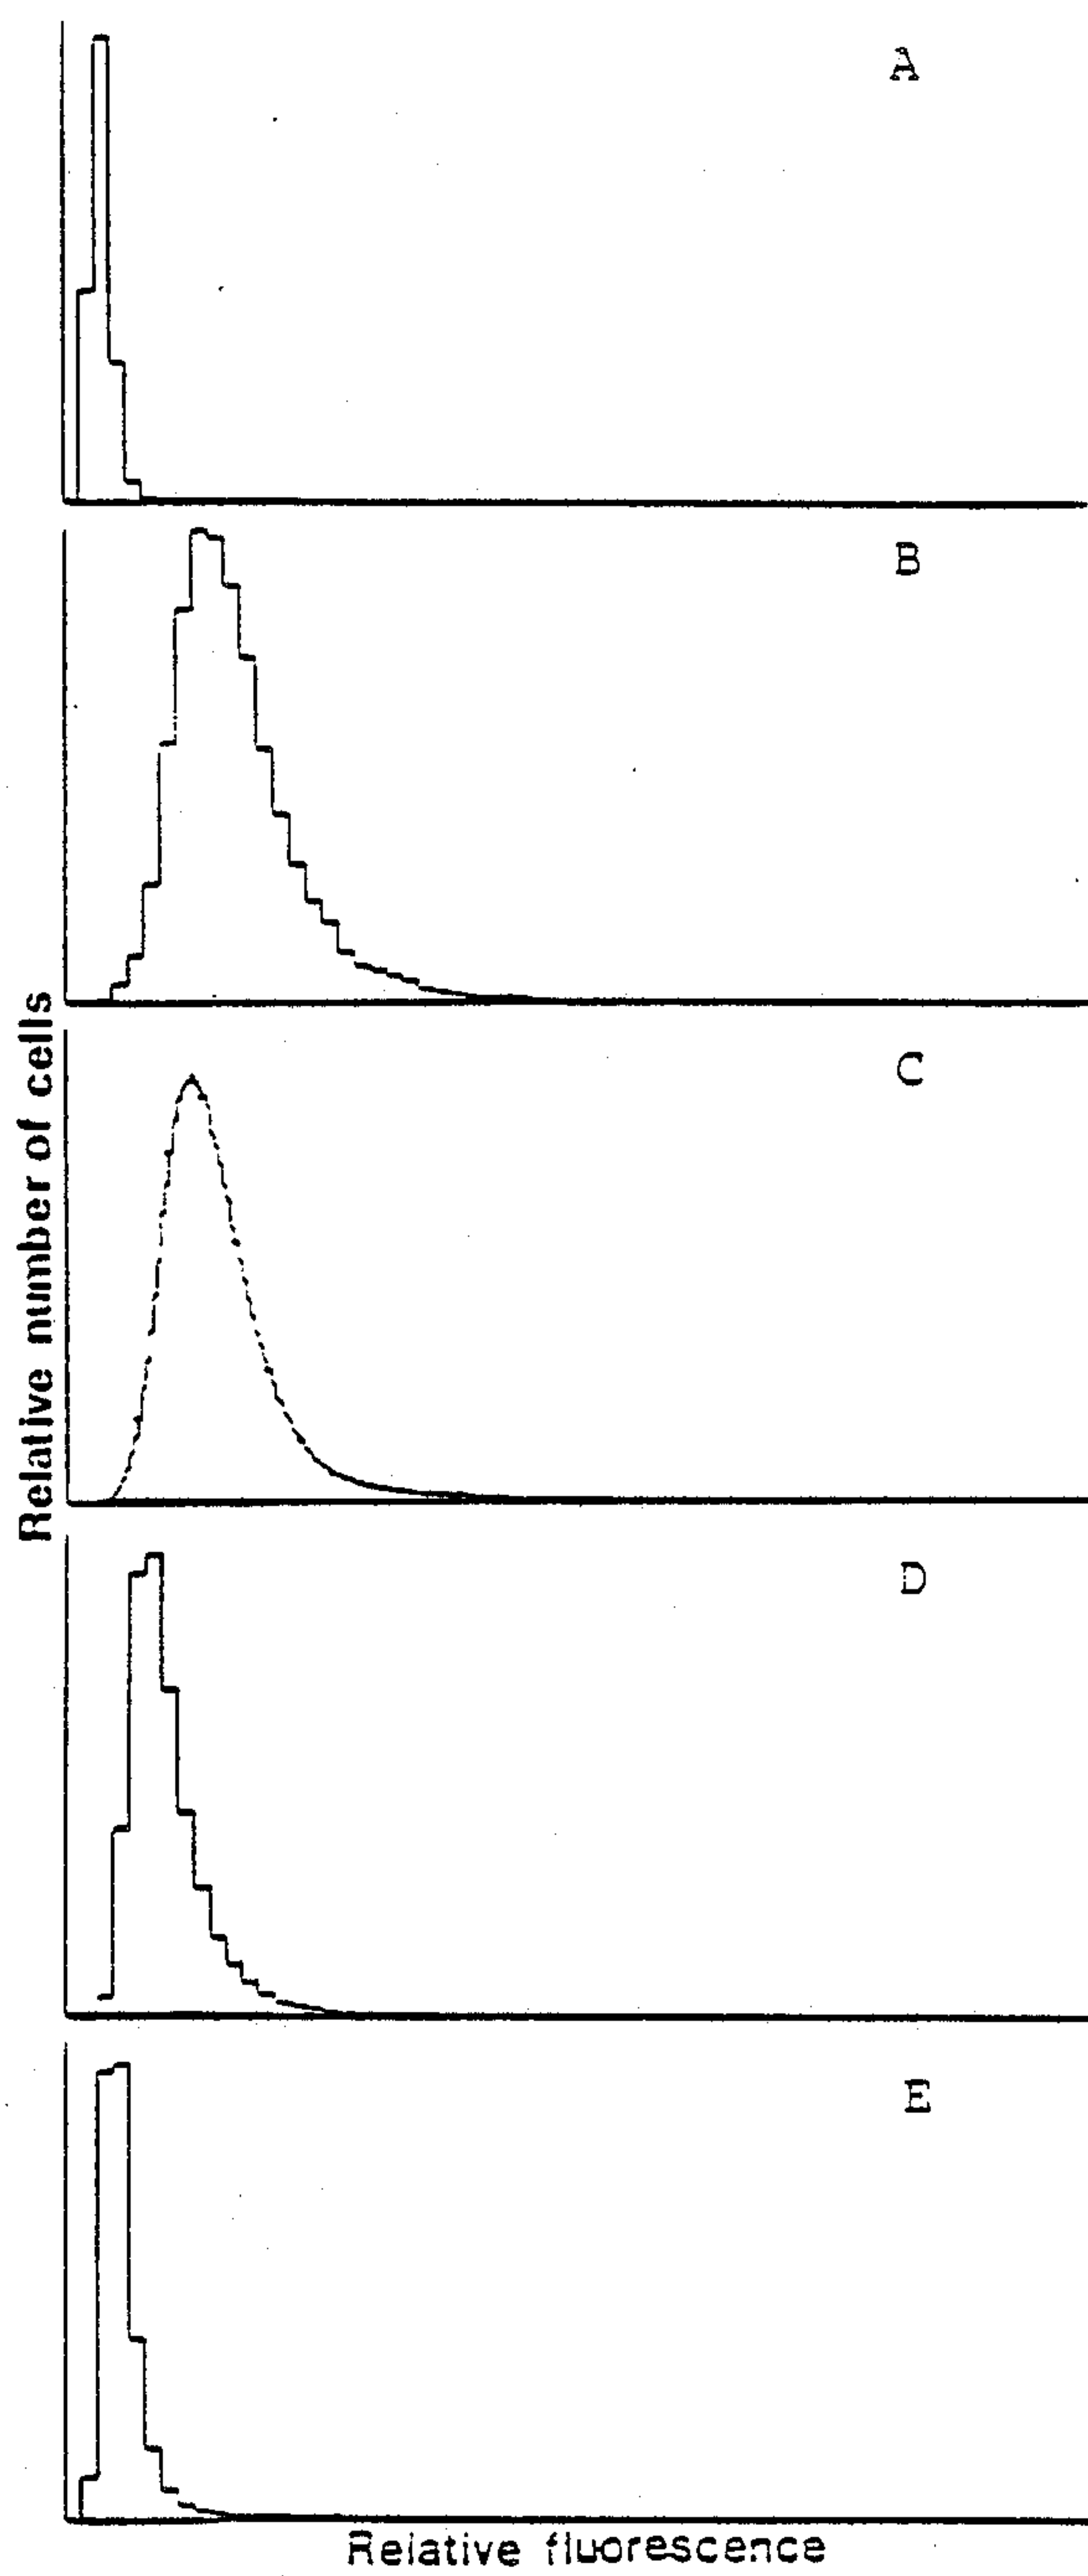 A
B
C
D
E
Relative number of cells
Relative fluorescence